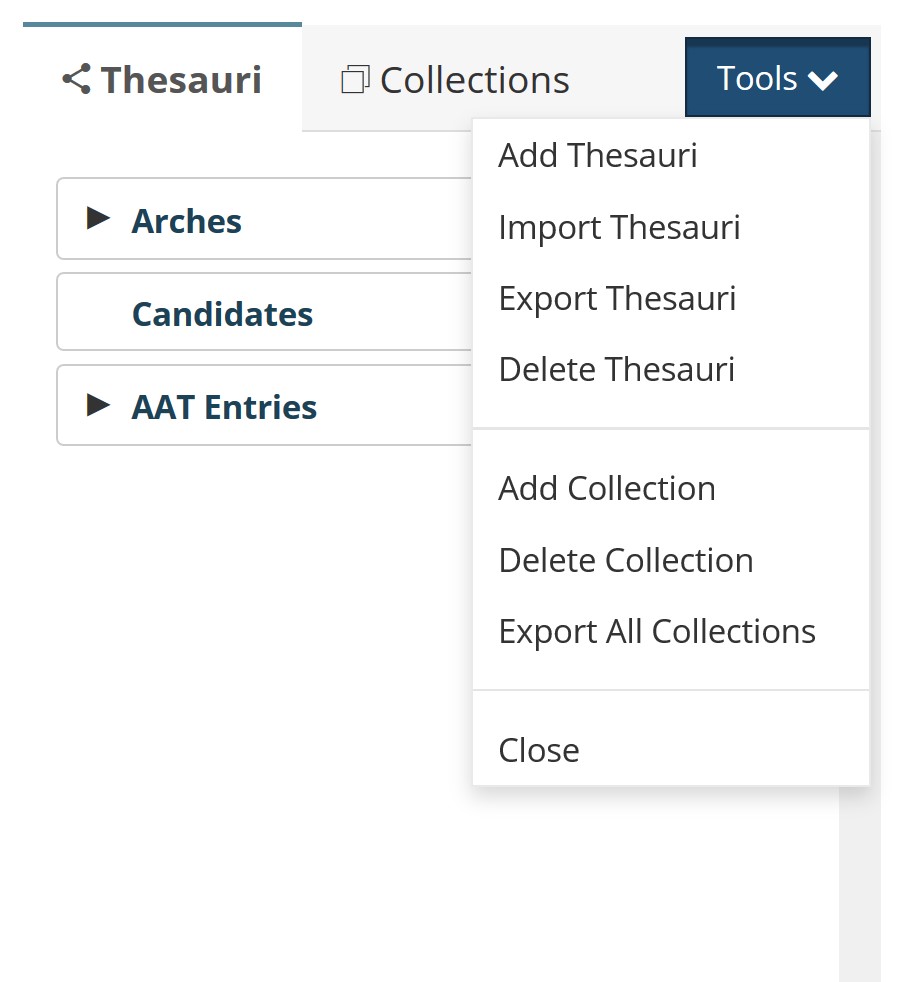 Thesauri
Collections
Tools
Arches
Candidates
AAT Entries
Add Thesauri
Import Thesauri
Export Thesauri
Delete Thesauri
Add Collection
Delete Collection
Export All Collections
Close